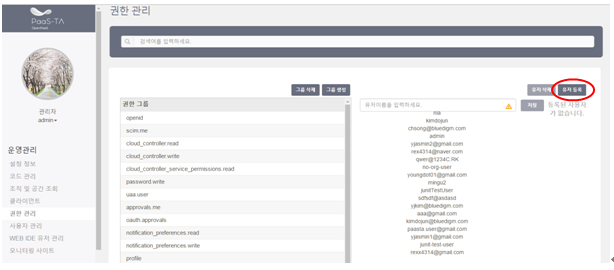 PaaS-TA
관리자
admin
운영관리
설정 정보
코드 관리
조직 및 공간 조회
클라이언트
권한 관리
사용자 관리
WEB IDE 유저 관리
모니터링 사이트
권한 관리
검색어를 입력하세요.
그룹 삭제
그룹 생성
유저 삭제
유저 등록
권한 그룹
openid
scim.me
cloud_controller.read
cloud_controller.write
cloud_controller_service_permissions.read
password.write
uaa.user
approvals.me
oauth.approvals
notification_preferences.read
notification_preferences.write
profile
유저이름을 입력하세요.
저장
등록된 사용자
가 없습니다.
kimdojun
chsong@bluedigm.com
admin
yjasmin2@gmail.com
rex4314@naver.com
qwer@1234C.RK
no-org-user
youngdol01@gmail.com
mingu2
junitTestUser
sdfsdf@asdasd
yjkim@bluedigm.com
aaa@gmail.com
kimdojun@bluedigm.com
paasta.user@gmail.com
yjasmin1@gmail.com
junit-test-user
rex4314@gmail.com